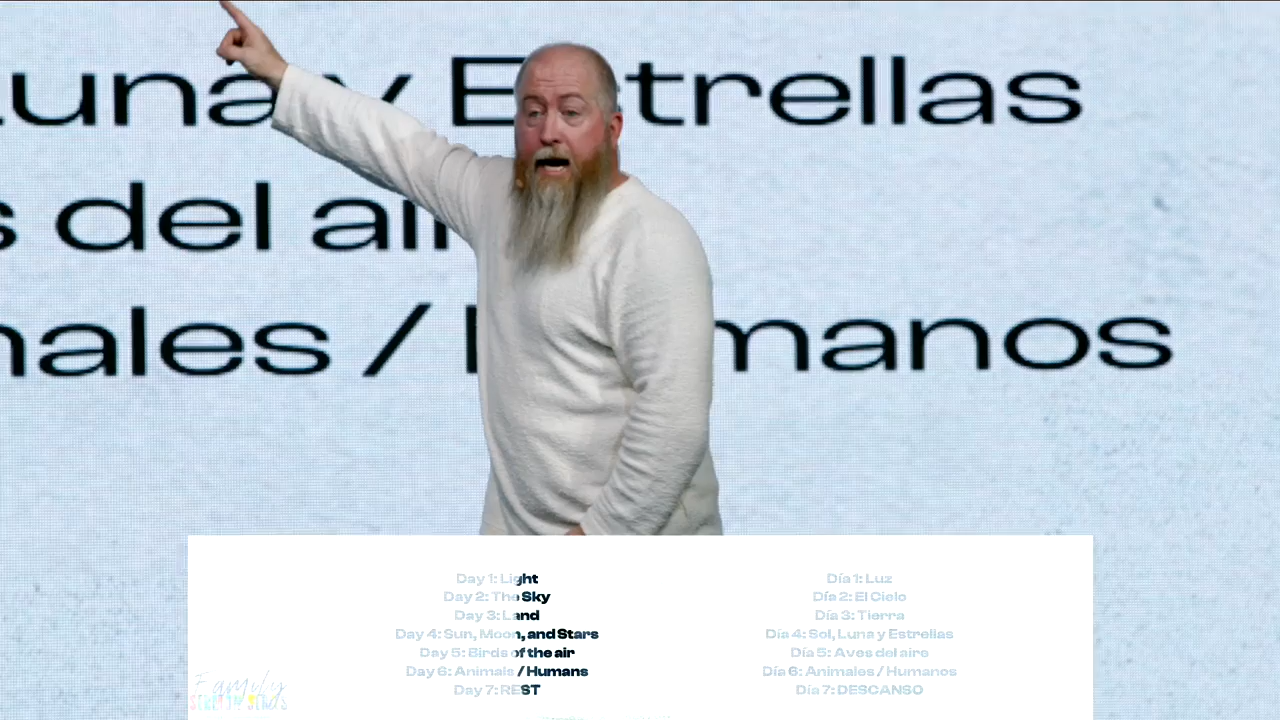 Luna y Estrellas
s del air
nales / Humanos
Day 1: Light
Day 2: The Sky
Day 3: Land
Day 4: Sun, Moon, and Stars
Day 5: Birds of the air
Day 6: Animals / Humans
Day 7: REST
Día 1: Luz
Día 2: El Cielo
Día 3: Tierra
Día 4: Sol, Luna y Estrellas
Día 5: Aves del aire
Día 6: Animales / Humanos
Día 7: DESCANSO
Family